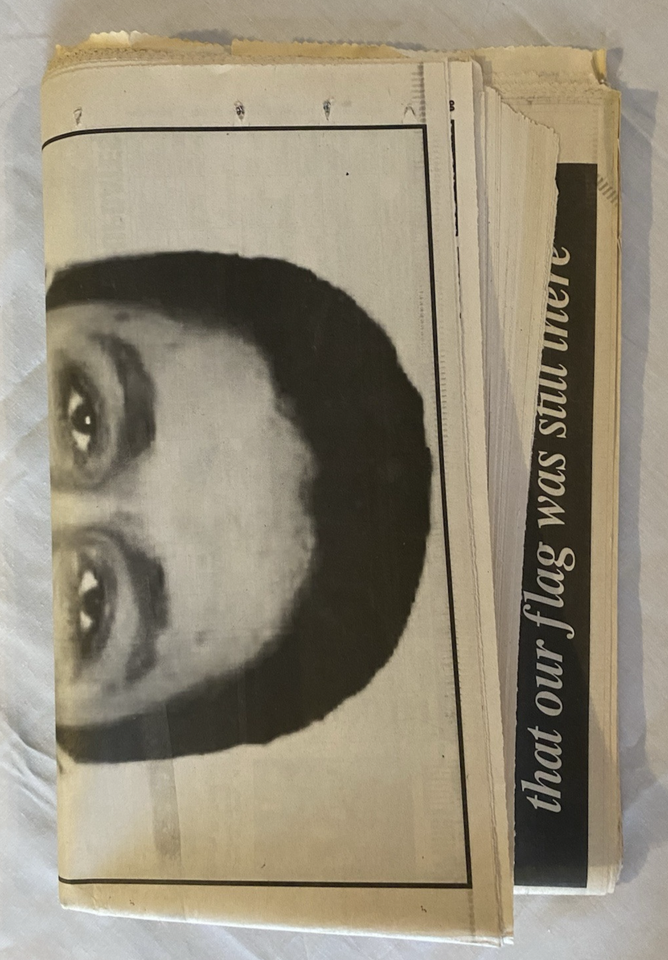 that our flag was still there